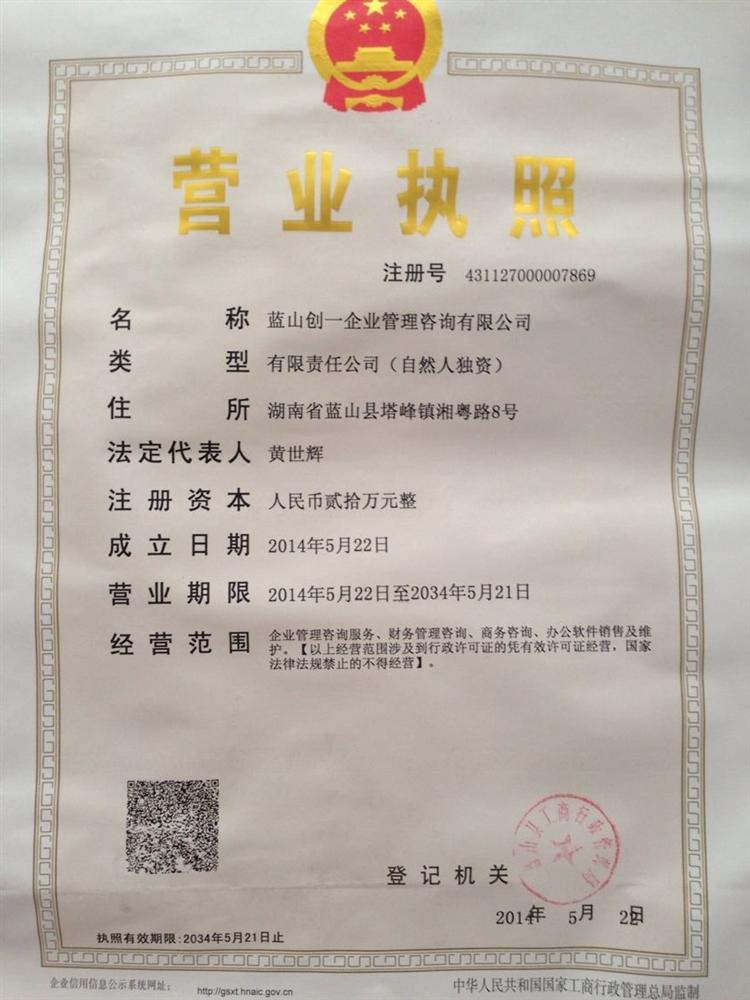 营业执照
注册号 431127000007869
名称 蓝山创一企业管理咨询有限公司
类型 有限责任公司（自然人独资）
住所 湖南省蓝山县塔峰镇湘粤路8号
法定代表人 黄世辉
注册资本 人民币贰拾万元整
成立日期 2014年5月22日
营业期限 2014年5月22日至2034年5月21日
经营范围 企业管理咨询服务、财务管理咨询、商务咨询、办公软件销售及维
护。【以上经营范围涉及到行政许可证的凭有效许可证经营，国家
法律法规禁止的不得经营】。
蓝山县工商行政管理局
登记机关
2014年 5月 22日
执照有效期限:2034年5月21日止
企业信用信息公示系统网址: http://gsxt.hnaic.gov.cn
中华人民共和国国家工商行政管理总局监制